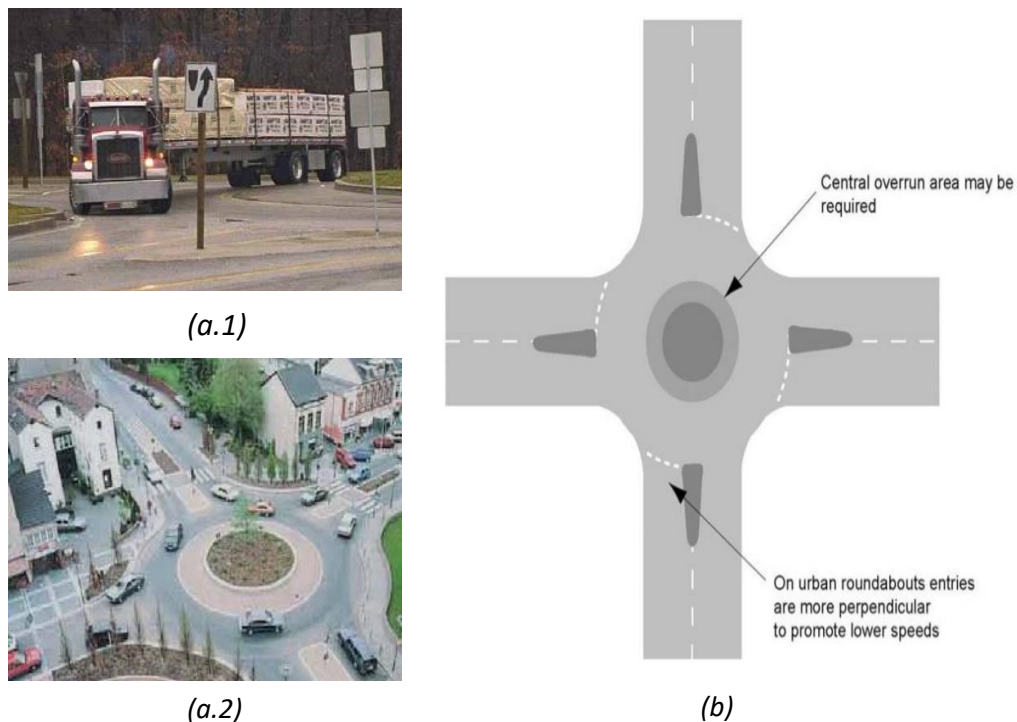 (a.1)
(a.2)
Central overrun area may be
required
On urban roundabouts entries
are more perpendicular
to promote lower speeds
(b)